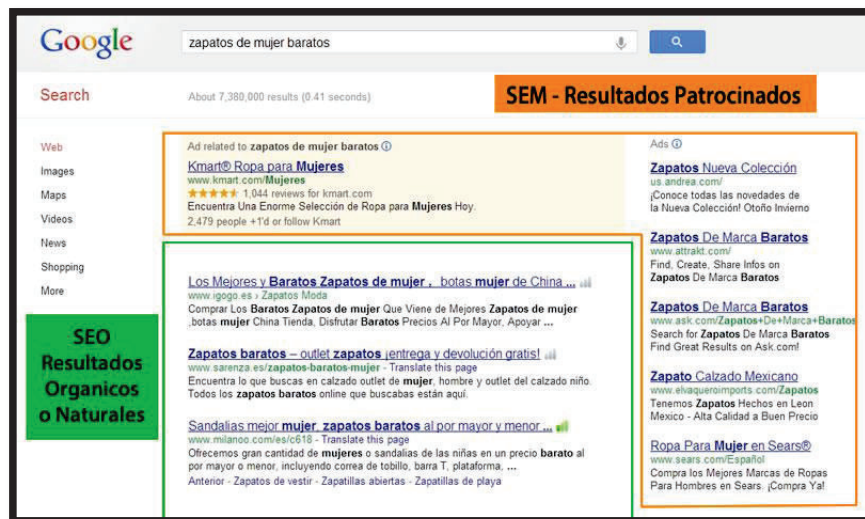 Google
zapatos de mujer baratos
Search
About 7,380,000 results (0.41 seconds)
SEM - Resultados Patrocinados
Web
Images
Maps
Videos
News
Shopping
More
SEO
Resultados
Organicos
o Naturales
Ad related to zapatos de mujer baratos
Kmart® Ropa para Mujeres
www.kmart.com/Mujeres
1,044 reviews for kmart.com
Encuentra Una Enorme Selección de Ropa para Mujeres Hoy.
2,479 people +1'd or follow Kmart
Los Mejores y Baratos Zapatos de mujer , botas mujer de China ...
www.igogo.es › Zapatos Moda
Comprar Los Baratos Zapatos de mujer Que Viene de Mejores Zapatos de mujer
,botas mujer China Tienda, Disfrutar Baratos Precios Al Por Mayor, Apoyar ...
Zapatos baratos – outlet zapatos ¡entrega y devolución gratis!
www.sarenza.es/zapatos-baratos-mujer - Translate this page
Encuentra lo que buscas en calzado outlet de mujer, hombre y outlet del calzado niño.
Todos los zapatos baratos online que buscabas están aquí.
Sandalias mejor mujer, zapatos baratos al por mayor y menor ...
www.milanoo.com/es/c618 - Translate this page
Ofrecemos gran cantidad de mujeres o sandalias de las niñas en un precio barato al
por mayor o menor, incluyendo correa de tobillo, barra T, plataforma, ...
Anterior - Zapatos de vestir - Zapatillas abiertas - Zapatillas de playa
Ads
Zapatos Nueva Colección
us.andrea.com/
¡Conoce todas las novedades de
la Nueva Colección! Otoño Invierno
Zapatos De Marca Baratos
www.attrakt.com/
Find, Create, Share Infos on
Zapatos De Marca Baratos
Zapatos De Marca Baratos
www.ask.com/Zapatos+De+Marca+Baratos
Search for Zapatos De Marca Baratos
Find Great Results on Ask.com!
Zapato Calzado Mexicano
www.elvaqueroimports.com/Zapatos
Tenemos Zapatos Hechos en Leon
Mexico - Alta Calidad a Buen Precio
Ropa Para Mujer en Sears®
www.sears.com/Español
Compra los Mejores Marcas de Ropas
Para Hombres en Sears. ¡Compra Ya!